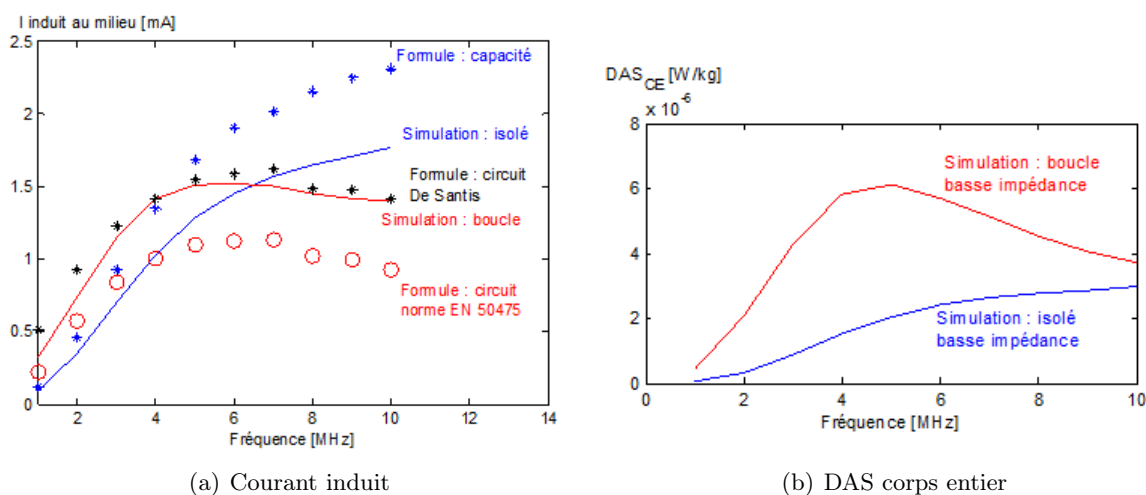 I induit au milieu [mA]
2.5
2
1.5
1
0.5
0
2
4
6
8
10
12
14
Fréquence [MHz]
Formule : capacité
Simulation : isolé
Formule : circuit
De Santis
Simulation : boucle
Formule : circuit
norme EN 50475
(a) Courant induit
DAS_CE [W/kg]
x 10^-6
8
6
4
2
0
0
2
4
6
8
10
Fréquence [MHz]
Simulation : boucle
basse impédance
Simulation : isolé
basse impédance
(b) DAS corps entier